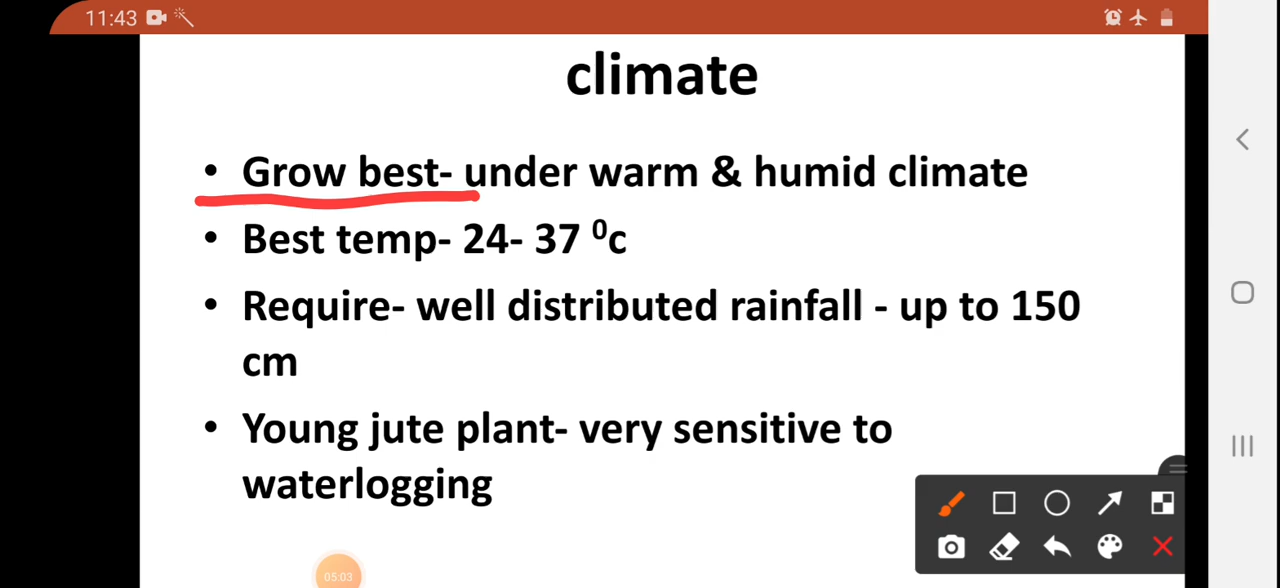 11:43
climate
• Grow best- under warm & humid climate
• Best temp- 24- 37 ⁰c
• Require- well distributed rainfall - up to 150
cm
• Young jute plant- very sensitive to
waterlogging
05:03